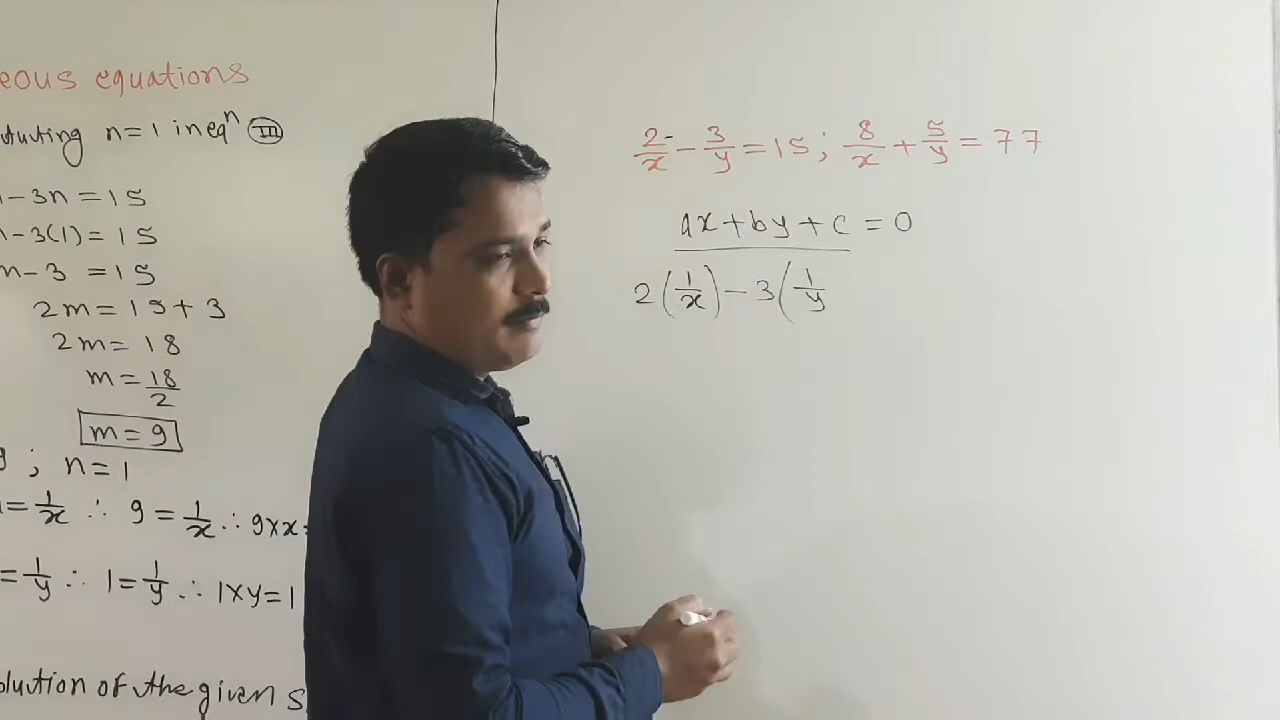 eous equations
tuting n=1 in eqⁿ (III)
-3n=15
-3(1)=15
m-3=15
2m=15+3
2m=18
m=18/2
m=9
; n=1
=1/x ∴ 9=1/x ∴ 9×x=
=1/y ∴ 1=1/y ∴ 1×y=1
olution of the given s
2/x-3/y=15; 8/x+5/y=77
ax+by+c=0
2(1/x)-3(1/y